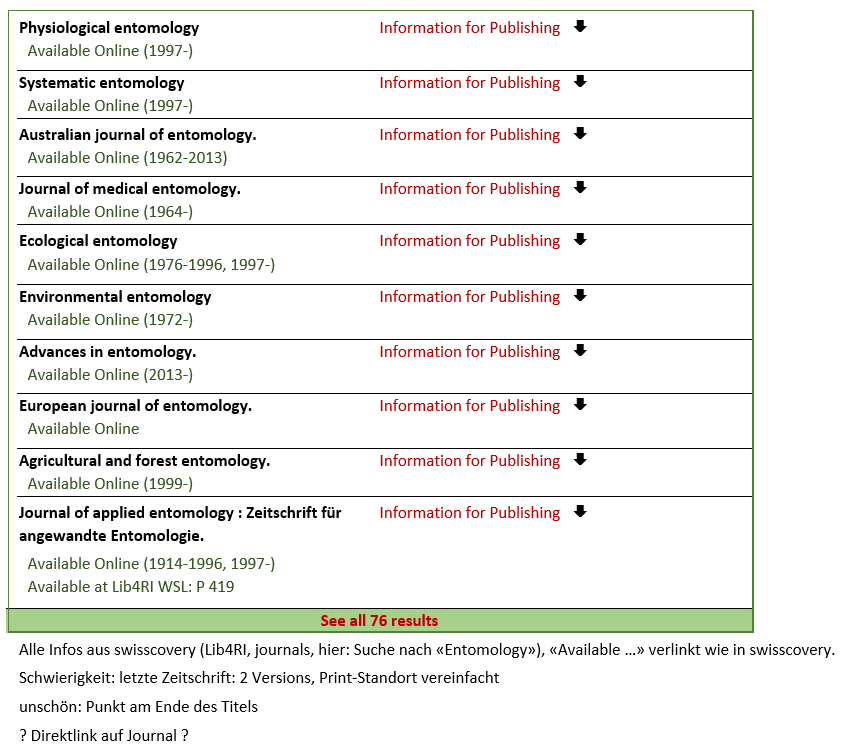 Physiological entomology Information for Publishing
Available Online (1997-)
Systematic entomology Information for Publishing
Available Online (1997-)
Australian journal of entomology. Information for Publishing
Available Online (1962-2013)
Journal of medical entomology. Information for Publishing
Available Online (1964-)
Ecological entomology Information for Publishing
Available Online (1976-1996, 1997-)
Environmental entomology Information for Publishing
Available Online (1972-)
Advances in entomology. Information for Publishing
Available Online (2013-)
European journal of entomology. Information for Publishing
Available Online
Agricultural and forest entomology. Information for Publishing
Available Online (1999-)
Journal of applied entomology : Zeitschrift für Information for Publishing
angewandte Entomologie.
Available Online (1914-1996, 1997-)
Available at Lib4RI WSL: P 419
See all 76 results
Alle Infos aus swisscovery (Lib4RI, journals, hier: Suche nach «Entomology»), «Available …» verlinkt wie in swisscovery.
Schwierigkeit: letzte Zeitschrift: 2 Versions, Print-Standort vereinfacht
unschön: Punkt am Ende des Titels
? Direktlink auf Journal ?